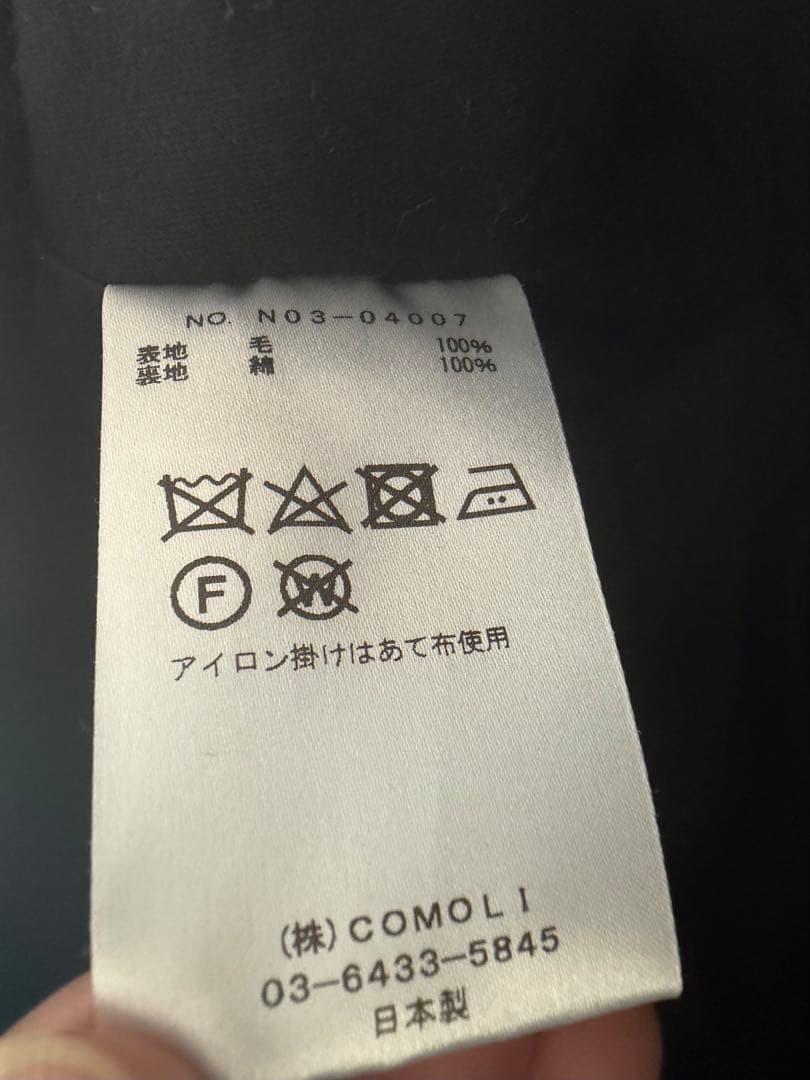 NO. N03-04007
表地 毛 100%
裏地 綿 100%
F W
アイロン掛けはあて布使用
(株)COMOLI
03-6433-5845
日本製